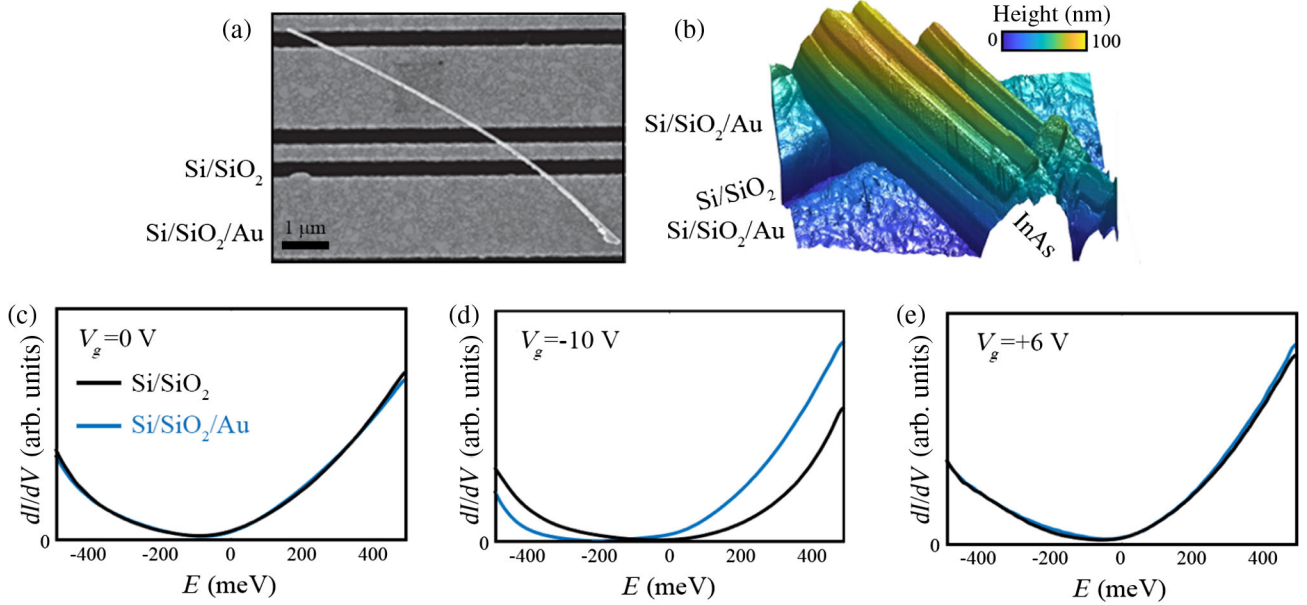 (a)
Si/SiO2
Si/SiO2/Au
1 μm
(b)
Height (nm)
0
100
Si/SiO2/Au
Si/SiO2
Si/SiO2/Au
InAs
(c)
Vg=0 V
Si/SiO2
Si/SiO2/Au
dI/dV (arb. units)
0
-400 -200 0 200 400
E (meV)
(d)
Vg=-10 V
dI/dV (arb. units)
0
-400 -200 0 200 400
E (meV)
(e)
Vg=+6 V
dI/dV (arb. units)
0
-400 -200 0 200 400
E (meV)